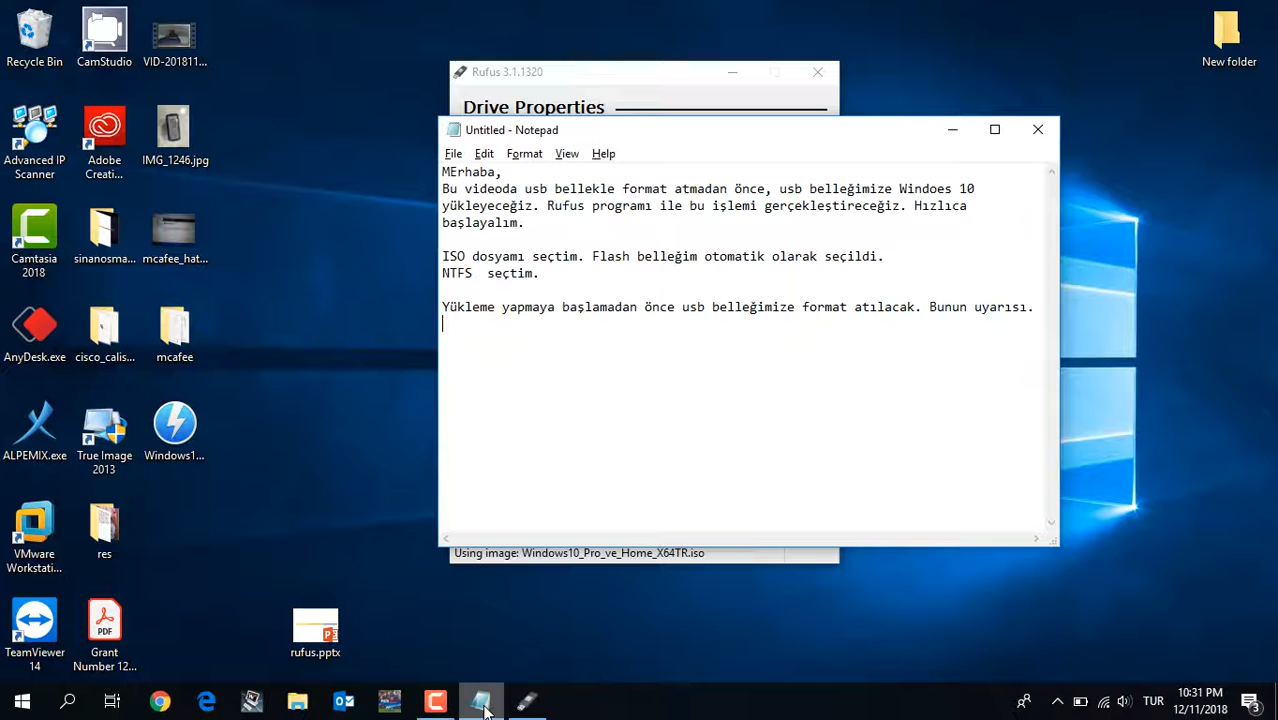 Recycle Bin
CamStudio
VID-201811...
New folder
Advanced IP
Scanner
Adobe
Creati...
IMG_1246.jpg
Camtasia
2018
sinanosma...
mcafee_hat...
AnyDesk.exe
cisco_calis...
mcafee
ALPEMIX.exe
True Image
2013
Windows1...
VMware
Workstati...
res
TeamViewer
14
PDF
Grant
Number 12...
rufus.pptx
Rufus 3.1.1320
Drive Properties
Untitled - Notepad
File Edit Format View Help
MErhaba,
Bu videoda usb bellekle format atmadan önce, usb belleğimize Windoes 10
yükleyeceğiz. Rufus programı ile bu işlemi gerçekleştireceğiz. Hızlıca
başlayalım.
ISO dosyamı seçtim. Flash belleğim otomatik olarak seçildi.
NTFS  seçtim.
Yükleme yapmaya başlamadan önce usb belleğimize format atılacak. Bunun uyarısı.
Using image: Windows10_Pro_ve_Home_X64TR.iso
TUR
10:31 PM
12/11/2018
3